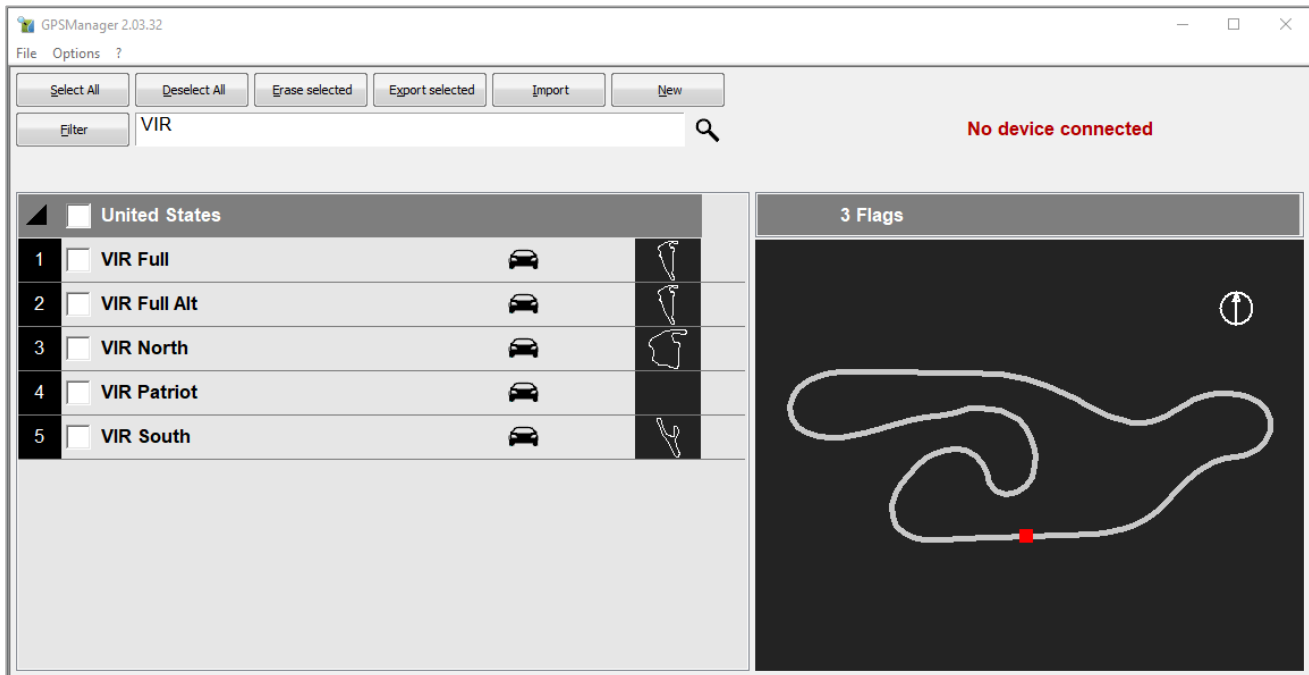 GPSManager 2.03.32
File Options ?
Select All Deselect All Erase selected Export selected Import New
Filter VIR No device connected
United States
3 Flags
1 VIR Full
2 VIR Full Alt
3 VIR North
4 VIR Patriot
5 VIR South